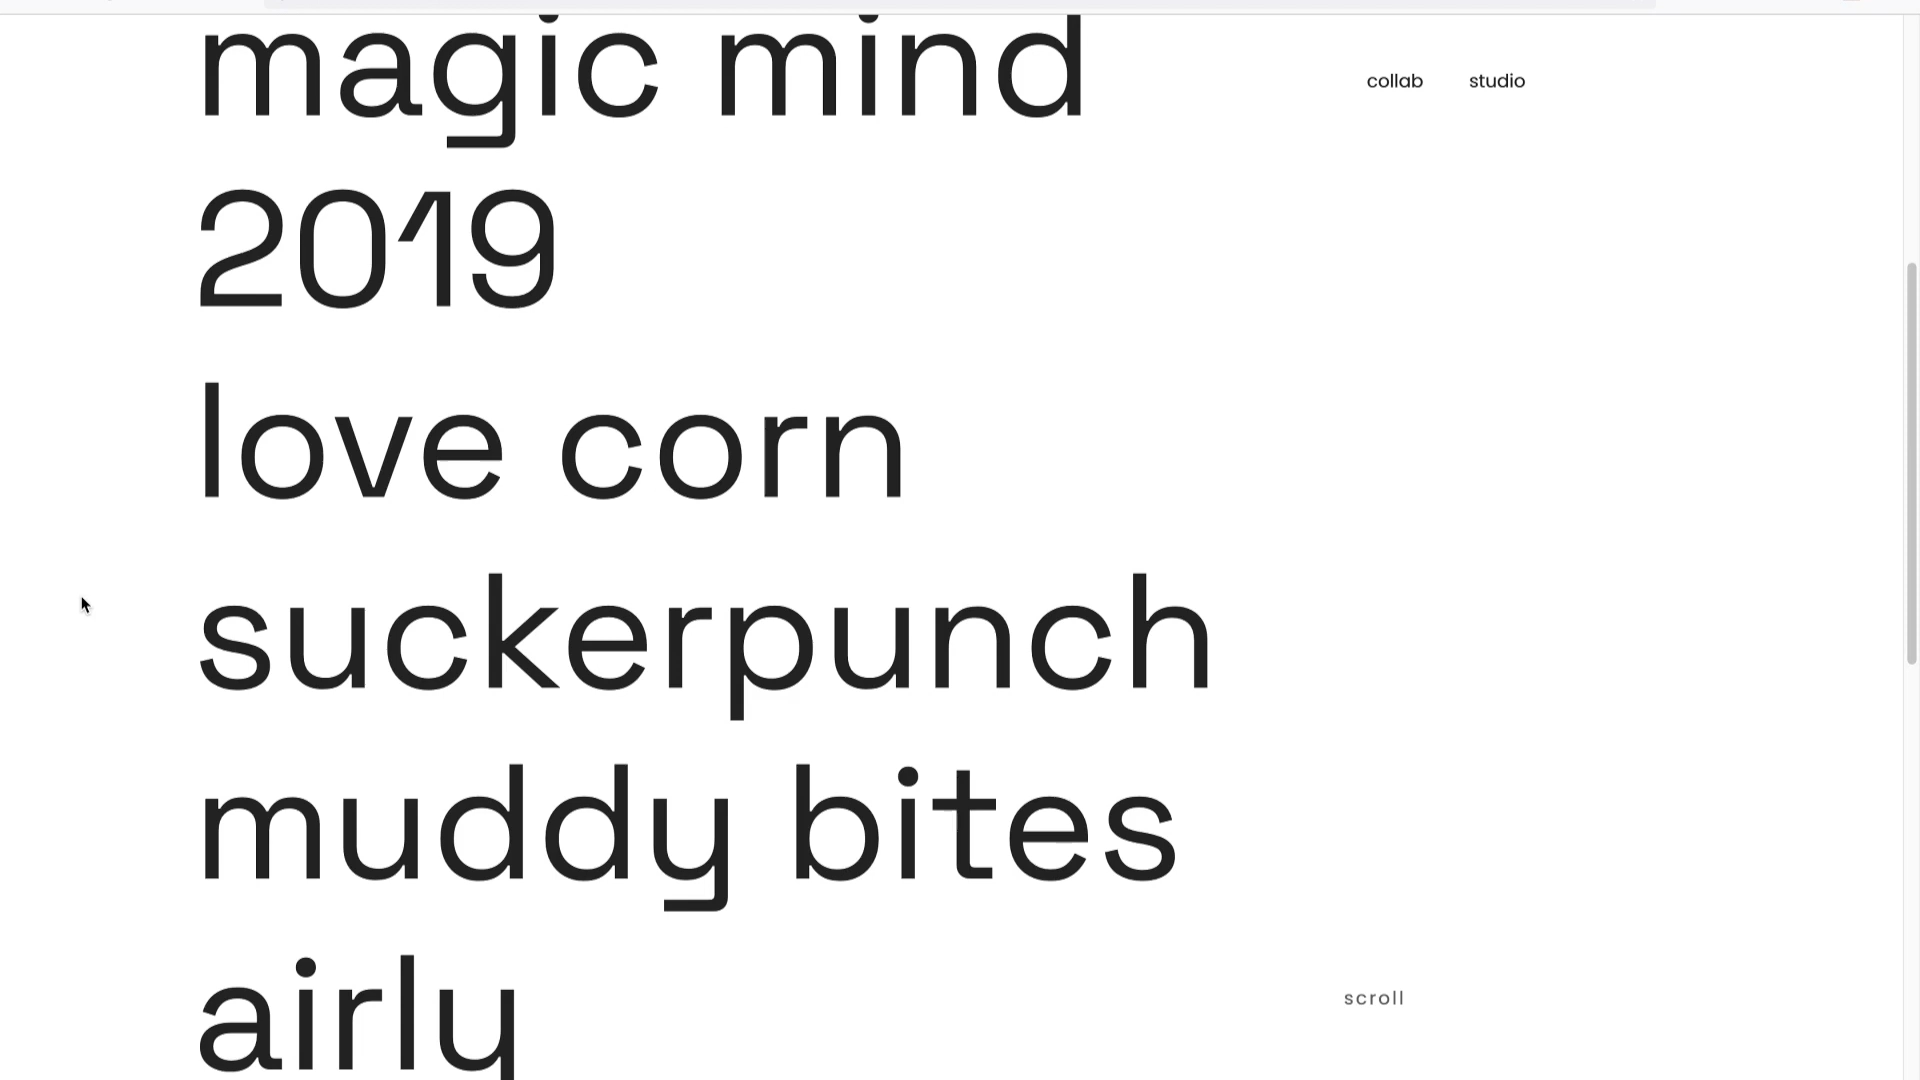 magic mind
collab studio
2019
love corn
suckerpunch
muddy bites
airly
scroll